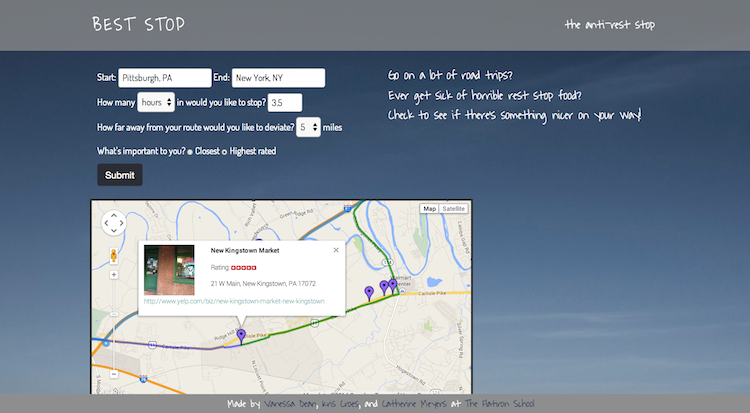 BEST STOP
the anti-rest stop
Start: Pittsburgh, PA End: New York, NY
How many hours in would you like to stop? 3.5
How far away from your route would you like to deviate? 5 miles
What's important to you? Closest Highest rated
Submit
Go on a lot of road trips?
Ever get sick of horrible rest stop food?
Check to see if there's something nicer on your way!
Map Satellite
New Kingstown Market
Rating:
21 W Main, New Kingstown, PA 17072
http://www.yelp.com/biz/new-kingstown-market-new-kingstown
Carlisle Pike
Carlisle Pike
Made by Vanessa Dean, Kris Croes, and Catherine Meyers at The Flatiron School